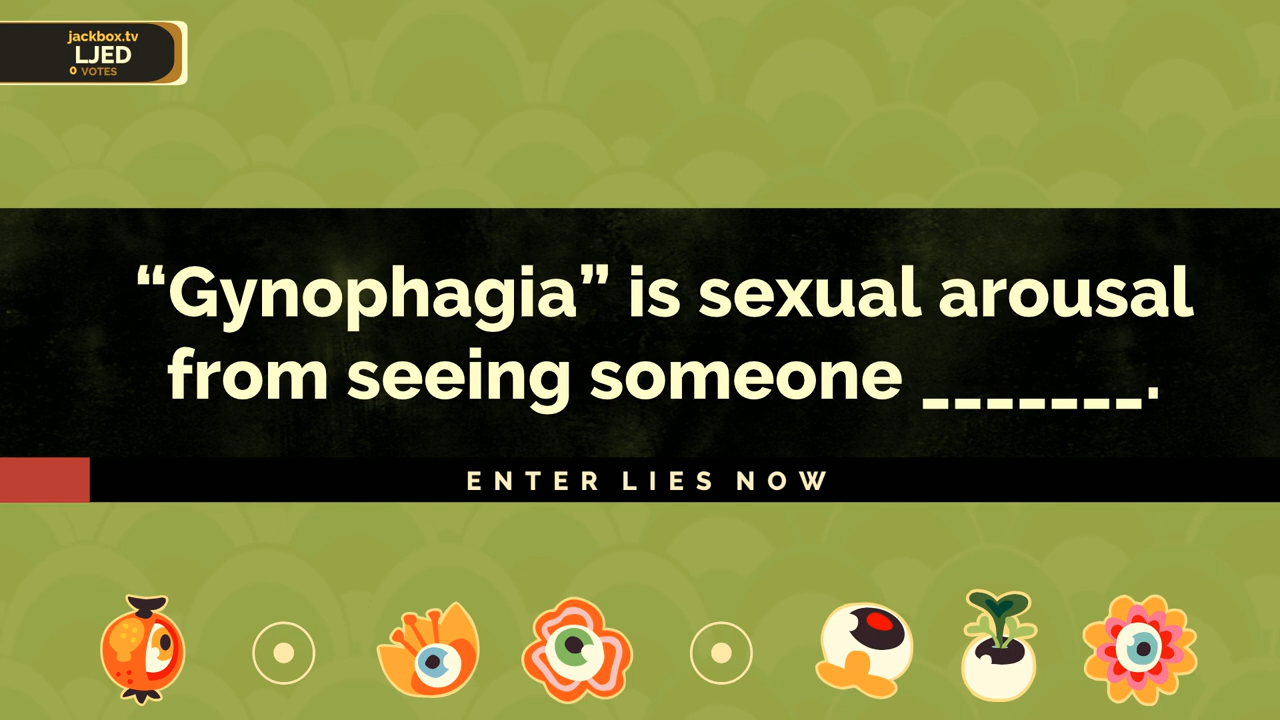 jackbox.tv
LJED
0 VOTES
“Gynophagia” is sexual arousal
from seeing someone _______.
ENTER LIES NOW